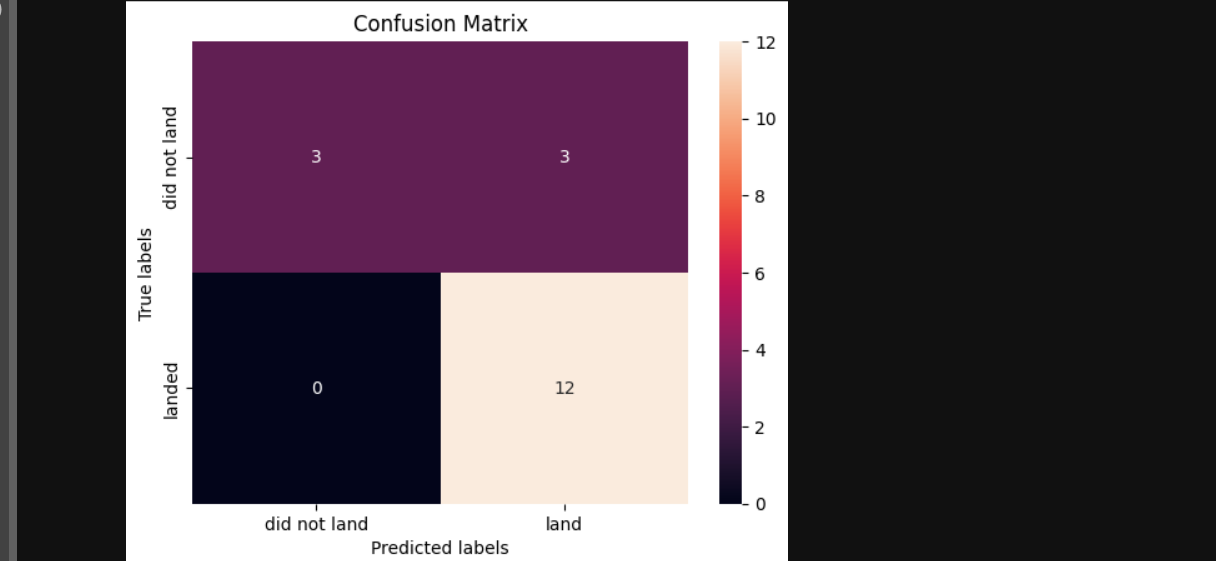 Confusion Matrix
True labels
did not land
landed
3
3
0
12
did not land
land
Predicted labels
12
10
8
6
4
2
0